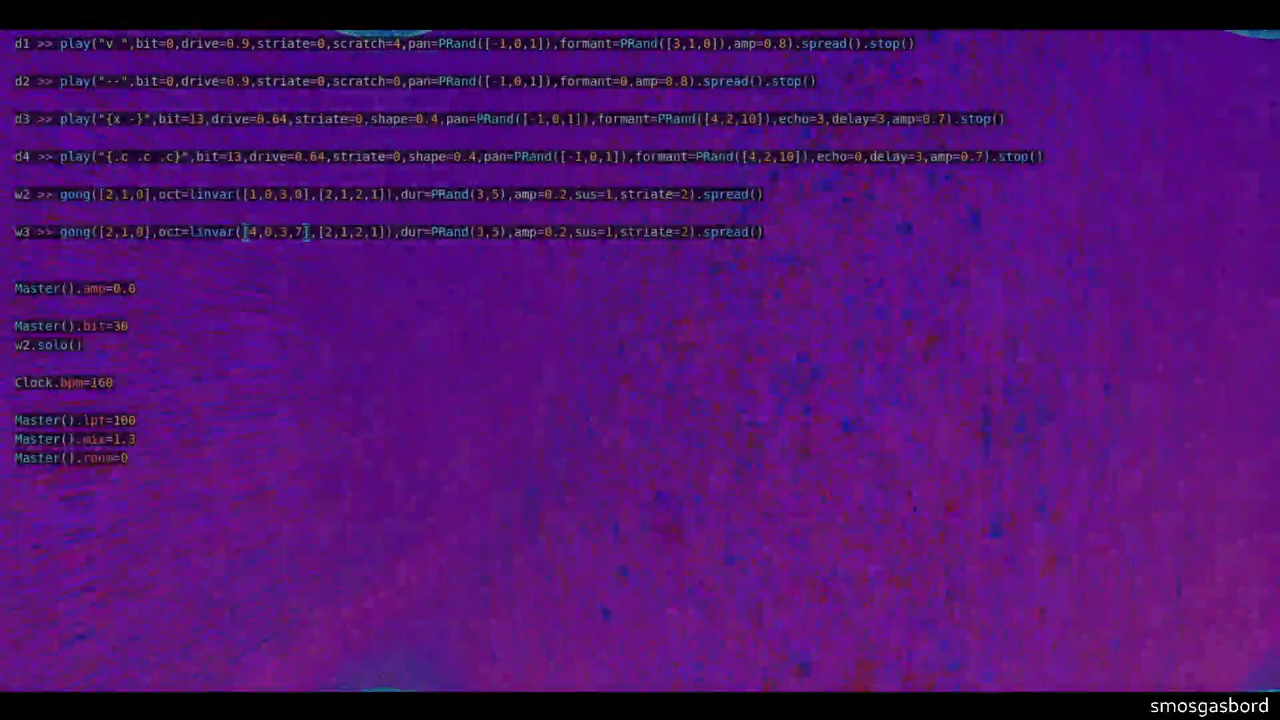 d1 >> play("v ",bit=0,drive=0.9,striate=0,scratch=4,pan=PRand([-1,0,1]),formant=PRand([3,1,0]),amp=0.8).spread().stop()
d2 >> play("--",bit=0,drive=0.9,striate=0,scratch=0,pan=PRand([-1,0,1]),formant=0,amp=0.8).spread().stop()
d3 >> play("{x -}",bit=13,drive=0.64,striate=0,shape=0.4,pan=PRand([-1,0,1]),formant=PRand([4,2,10]),echo=3,delay=3,amp=0.7).stop()
d4 >> play("{.c .c .c}",bit=13,drive=0.64,striate=0,shape=0.4,pan=PRand([-1,0,1]),formant=PRand([4,2,10]),echo=0,delay=3,amp=0.7).stop()
w2 >> gong([2,1,0],oct=linvar([1,0,3,0],[2,1,2,1]),dur=PRand(3,5),amp=0.2,sus=1,striate=2).spread()
w3 >> gong([2,1,0],oct=linvar([4,0,3,7],[2,1,2,1]),dur=PRand(3,5),amp=0.2,sus=1,striate=2).spread()
Master().amp=0.0
Master().bit=30
w2.solo()
Clock.bpm=160
Master().lpf=100
Master().mix=1.3
Master().room=0
smosgasbord